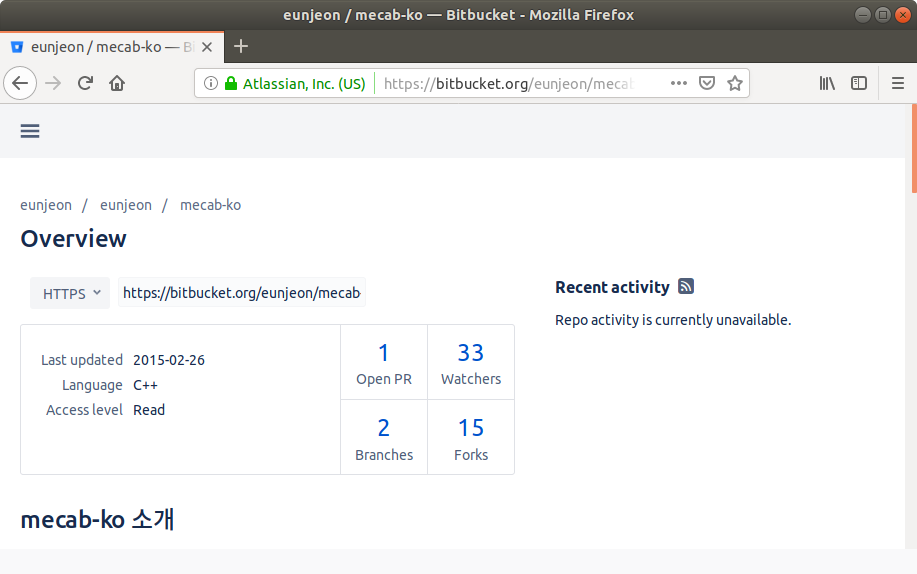 eunjeon / mecab-ko — Bitbucket - Mozilla Firefox
eunjeon / mecab-ko — Bi
Atlassian, Inc. (US) https://bitbucket.org/eunjeon/meca
eunjeon / eunjeon / mecab-ko
Overview
HTTPS https://bitbucket.org/eunjeon/mecab-
Recent activity
Repo activity is currently unavailable.
Last updated 2015-02-26
Language C++
Access level Read
1
Open PR
33
Watchers
2
Branches
15
Forks
mecab-ko 소개